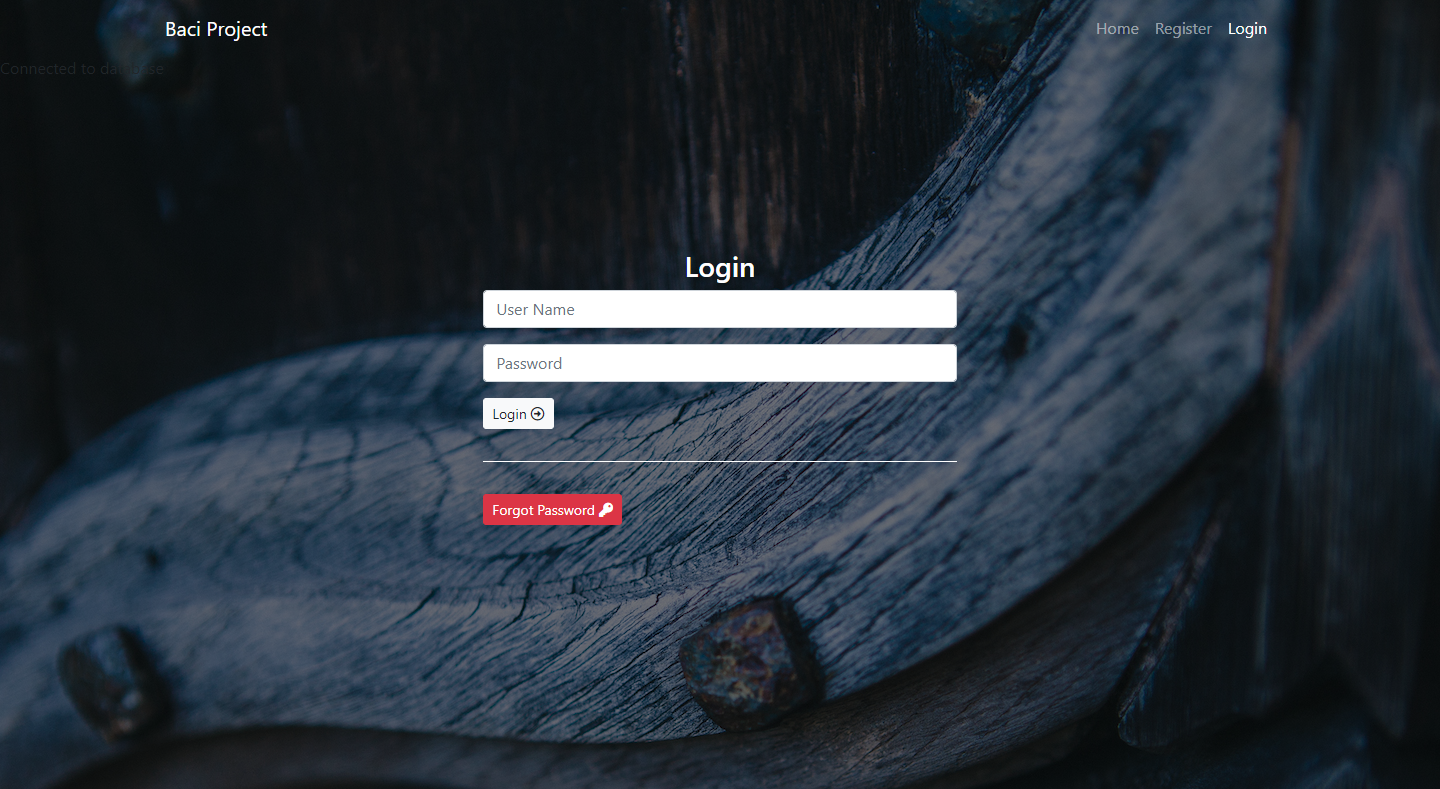 Baci Project
Home Register Login
Connected to database
Login
User Name
Password
Login
Forgot Password